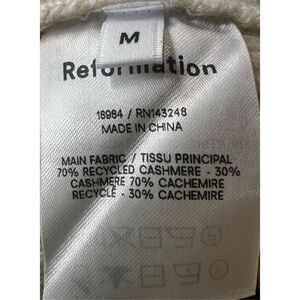 M
Reformation
18984 / RN143248
MADE IN CHINA
MAIN FABRIC / TISSU PRINCIPAL
70% RECYCLED CASHMERE - 30%
CASHMERE 70% CACHEMIRE
RECYCLE - 30% CACHEMIRE